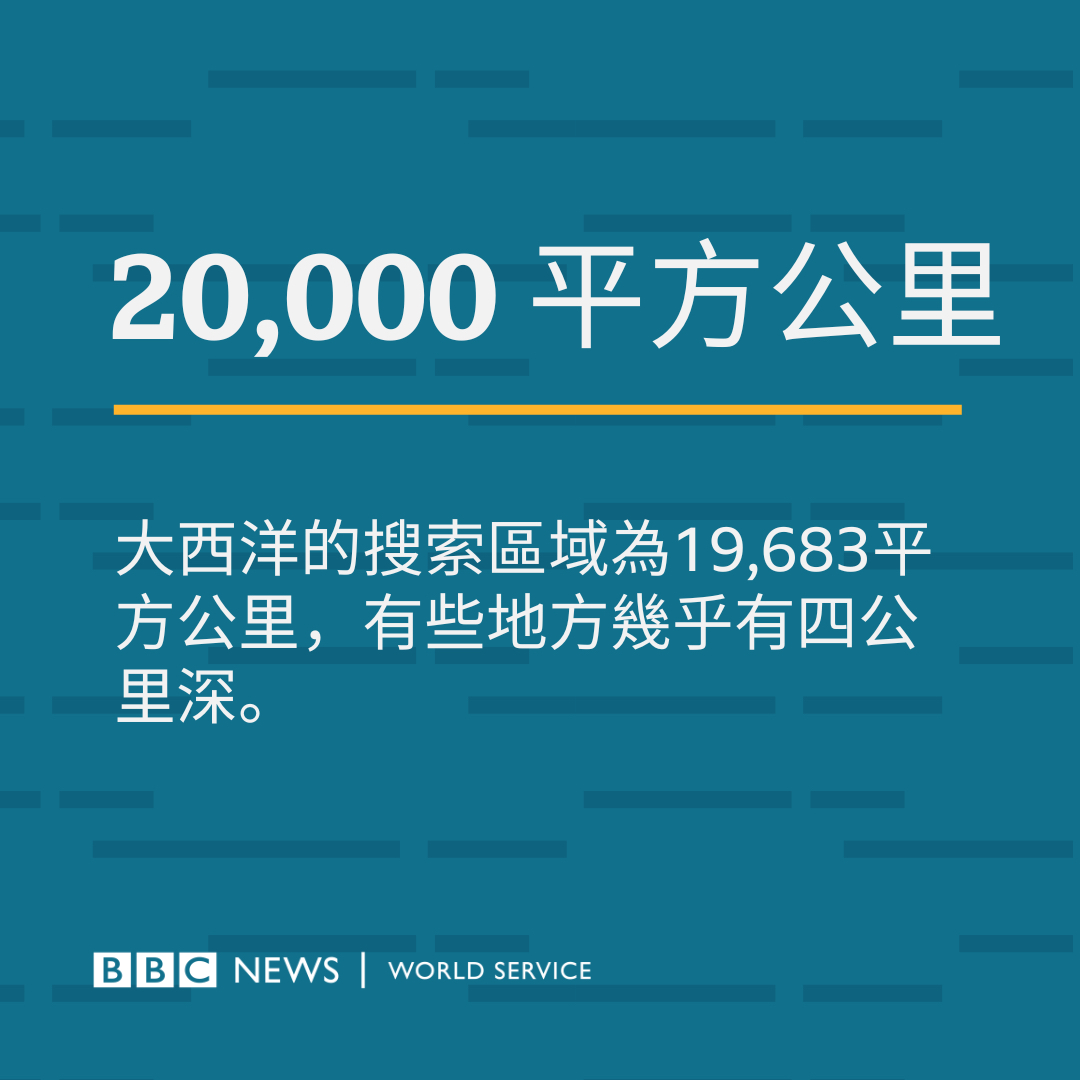 20,000 平方公里
大西洋的搜索區域為19,683平
方公里，有些地方幾乎有四公
里深。
BBC NEWS | WORLD SERVICE